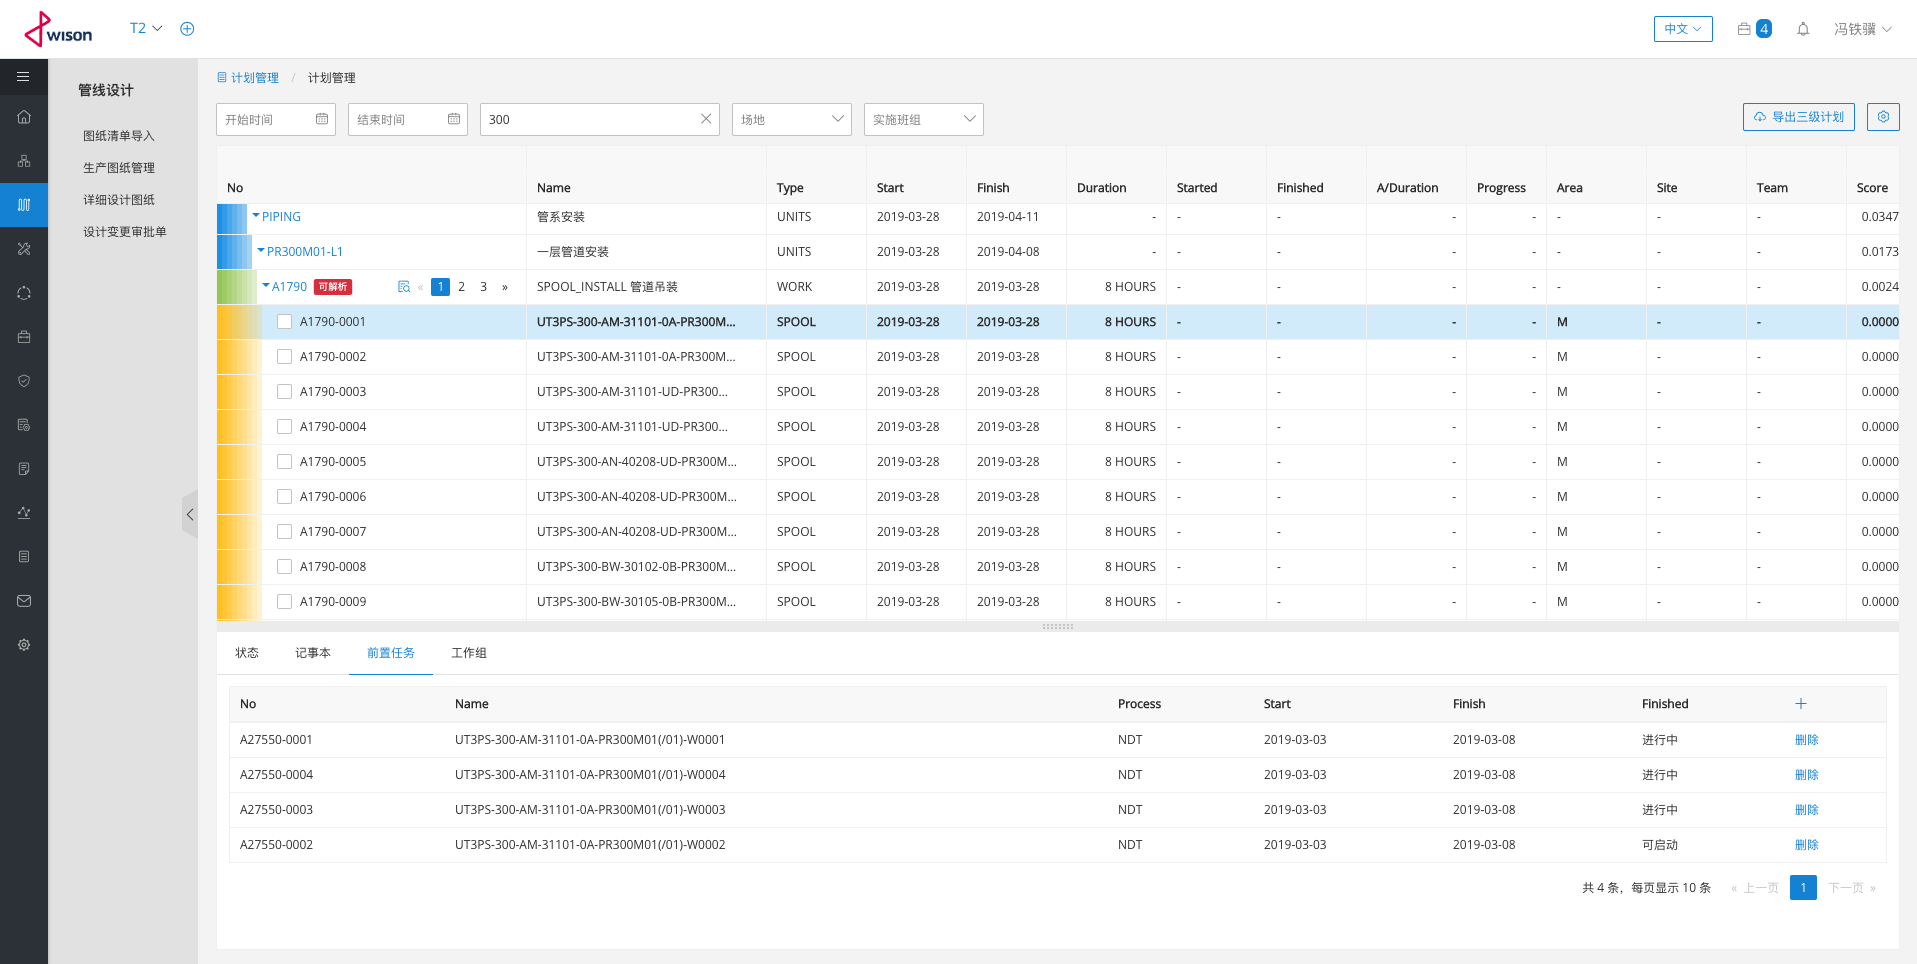 wison T2 中文 4 冯铁骥
管线设计
图纸清单导入
生产图纸管理
详细设计图纸
设计变更审批单
计划管理 / 计划管理
开始时间 结束时间 300 场地 实施班组 导出三级计划
No Name Type Start Finish Duration Started Finished A/Duration Progress Area Site Team Score
PIPING 管系安装 UNITS 2019-03-28 2019-04-11 - - - - - - - - 0.0347
PR300M01-L1 一层管道安装 UNITS 2019-03-28 2019-04-08 - - - - - - - - 0.0173
A1790 可解析 « 1 2 3 » SPOOL_INSTALL 管道吊装 WORK 2019-03-28 2019-03-28 8 HOURS - - - - - - - 0.0024
A1790-0001 UT3PS-300-AM-31101-0A-PR300M... SPOOL 2019-03-28 2019-03-28 8 HOURS - - - - M - - 0.0000
A1790-0002 UT3PS-300-AM-31101-0A-PR300M... SPOOL 2019-03-28 2019-03-28 8 HOURS - - - - M - - 0.0000
A1790-0003 UT3PS-300-AM-31101-UD-PR300... SPOOL 2019-03-28 2019-03-28 8 HOURS - - - - M - - 0.0000
A1790-0004 UT3PS-300-AM-31101-UD-PR300... SPOOL 2019-03-28 2019-03-28 8 HOURS - - - - M - - 0.0000
A1790-0005 UT3PS-300-AN-40208-UD-PR300M... SPOOL 2019-03-28 2019-03-28 8 HOURS - - - - M - - 0.0000
A1790-0006 UT3PS-300-AN-40208-UD-PR300M... SPOOL 2019-03-28 2019-03-28 8 HOURS - - - - M - - 0.0000
A1790-0007 UT3PS-300-AN-40208-UD-PR300M... SPOOL 2019-03-28 2019-03-28 8 HOURS - - - - M - - 0.0000
A1790-0008 UT3PS-300-BW-30102-0B-PR300M... SPOOL 2019-03-28 2019-03-28 8 HOURS - - - - M - - 0.0000
A1790-0009 UT3PS-300-BW-30105-0B-PR300M... SPOOL 2019-03-28 2019-03-28 8 HOURS - - - - M - - 0.0000
状态 记事本 前置任务 工作组
No Name Process Start Finish Finished +
A27550-0001 UT3PS-300-AM-31101-0A-PR300M01(/01)-W0001 NDT 2019-03-03 2019-03-08 进行中 删除
A27550-0004 UT3PS-300-AM-31101-0A-PR300M01(/01)-W0004 NDT 2019-03-03 2019-03-08 进行中 删除
A27550-0003 UT3PS-300-AM-31101-0A-PR300M01(/01)-W0003 NDT 2019-03-03 2019-03-08 进行中 删除
A27550-0002 UT3PS-300-AM-31101-0A-PR300M01(/01)-W0002 NDT 2019-03-03 2019-03-08 可启动 删除
共 4 条，每页显示 10 条 « 上一页 1 下一页 »